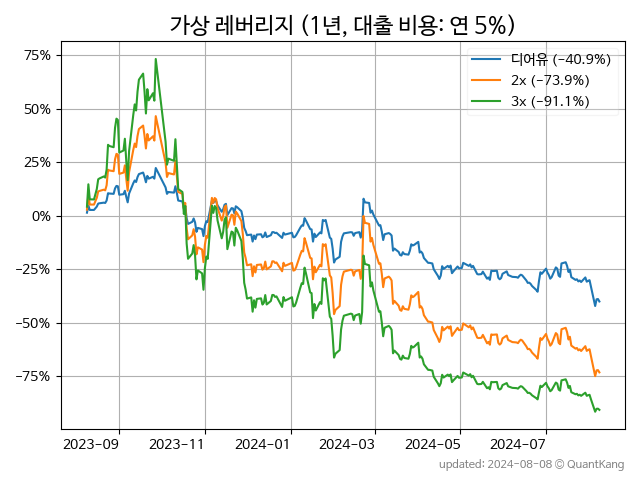 가상 레버리지 (1년, 대출 비용: 연 5%)
디어유 (−40.9%)
2x (−73.9%)
3x (−91.1%)
75%
50%
25%
0%
−25%
−50%
−75%
2023-09 2023-11 2024-01 2024-03 2024-05 2024-07
updated: 2024-08-08 © QuantKang